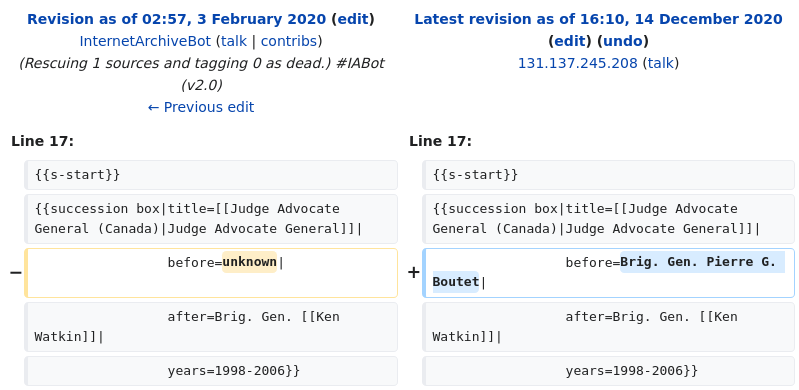 Revision as of 02:57, 3 February 2020 (edit)
InternetArchiveBot (talk | contribs)
(Rescuing 1 sources and tagging 0 as dead.) #IABot
(v2.0)
← Previous edit
Latest revision as of 16:10, 14 December 2020
(edit) (undo)
131.137.245.208 (talk)
Line 17:
Line 17:
{{s-start}}
{{s-start}}
{{succession box|title=[[Judge Advocate
General (Canada)|Judge Advocate General]]|
{{succession box|title=[[Judge Advocate
General (Canada)|Judge Advocate General]]|
− before=unknown|
+ before=Brig. Gen. Pierre G.
Boutet|
after=Brig. Gen. [[Ken
Watkin]]|
after=Brig. Gen. [[Ken
Watkin]]|
years=1998-2006}}
years=1998-2006}}